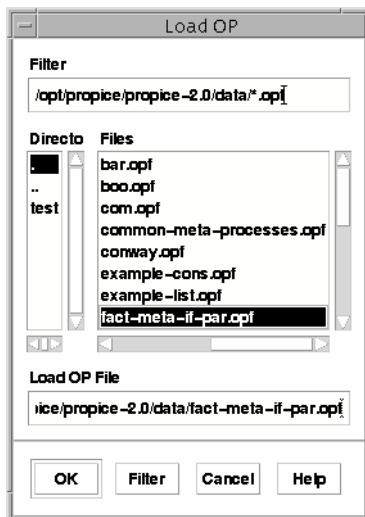 Load OP
Filter
/opt/propice/propice-2.0/data/*.opf
Directo Files
.
..
test
bar.opf
boo.opf
com.opf
common-meta-processes.opf
conway.opf
example-cons.opf
example-list.opf
fact-meta-if-par.opf
Load OP File
ice/propice-2.0/data/fact-meta-if-par.opf
OK Filter Cancel Help